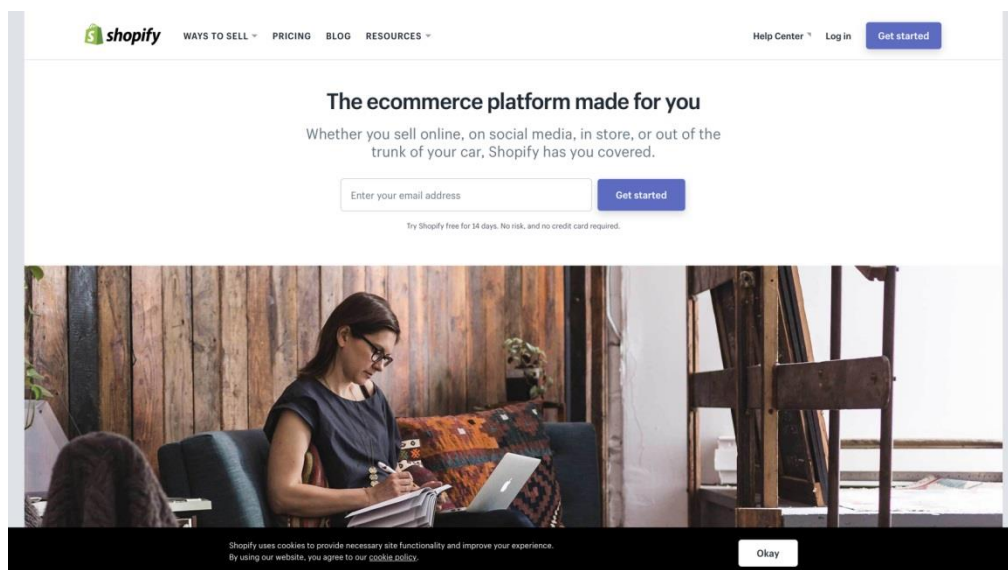 shopify WAYS TO SELL PRICING BLOG RESOURCES Help Center Log in Get started
The ecommerce platform made for you
Whether you sell online, on social media, in store, or out of the
trunk of your car, Shopify has you covered.
Enter your email address Get started
Try Shopify free for 14 days. No risk, and no credit card required.
Shopify uses cookies to provide necessary site functionality and improve your experience.
By using our website, you agree to our cookie policy.
Okay